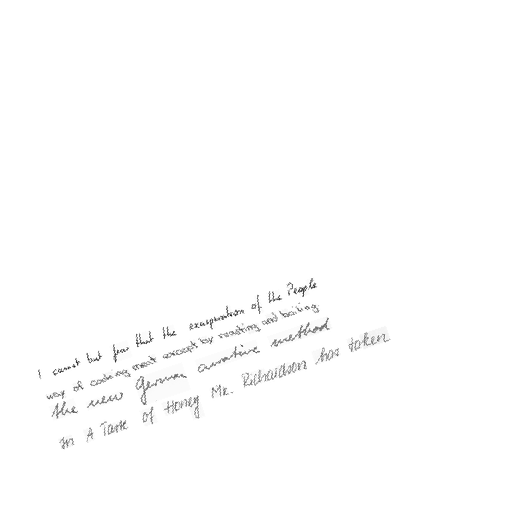 I cannot but fear that the exasperation of the People
way of cooking meat except by roasting and boiling.
the new German curative method
In A Taste of Honey Mr. Richardson has taken